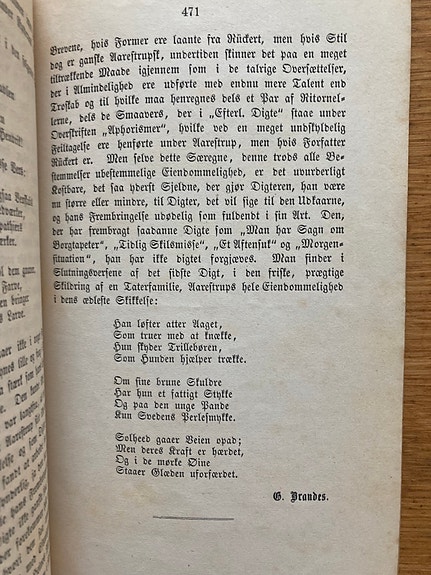 471
Brevene, hvis Former ere laante fra Rückert, men hvis Stil
dog er ganske Aarestrupsk, undertiden skinner det paa en meget
tiltrækkende Maade igjennem som i de talrige Oversættelser,
der i Almindelighed ere udførte med endnu mere Talent end
Troskab og til hvilke maa henregnes dels et Par af Ritornel-
lerne, dels de Smaavers, der i „Efterl. Digte“ staae under
Overskriften „Aphorismer“, hvilke ved en meget undskyldelig
Feiltagelse ere henførte under Aarestrup, men hvis Forfatter
Rückert er. Men selve dette Særegne, denne trods alle Be-
stemmelser ubestemmelige Eiendommelighed, er det uvurderligt
Kostbare, det saa yderst Sjeldne, der gjør Digteren, han være
nu større eller mindre, til Digter, det vil sige til den Udkaarne,
og hans Frembringelse udødelig som fuldendt i sin Art. Den,
der har frembragt saadanne Digte som „Man har Sagn om
Borgtapeter“, „Tidlig Skilsmisse“, „Et Aftensuk“ og „Morgen-
situation“, han har ikke digtet forgjæves. Man finder i
Slutningsversene af det sidste Digt, i den friske, prægtige
Skildring af en Taterfamilie, Aarestrups hele Eiendommelighed
i dens ædleste Skikkelse:
Han løfter atter Aaget,
Som truer med at knække,
Hun skyder Trillebøren,
Som Hunden hjælper trække.
Om sine brune Skuldre
Har hun et fattigt Stykke
Og paa den unge Pande
Kun Svedens Perlesmykke.
Solheed gaaer Veien opad;
Men deres Kraft er hærdet,
Og i de mørke Øine
Staaer Glæden uforfærdet.
G. Brandes.